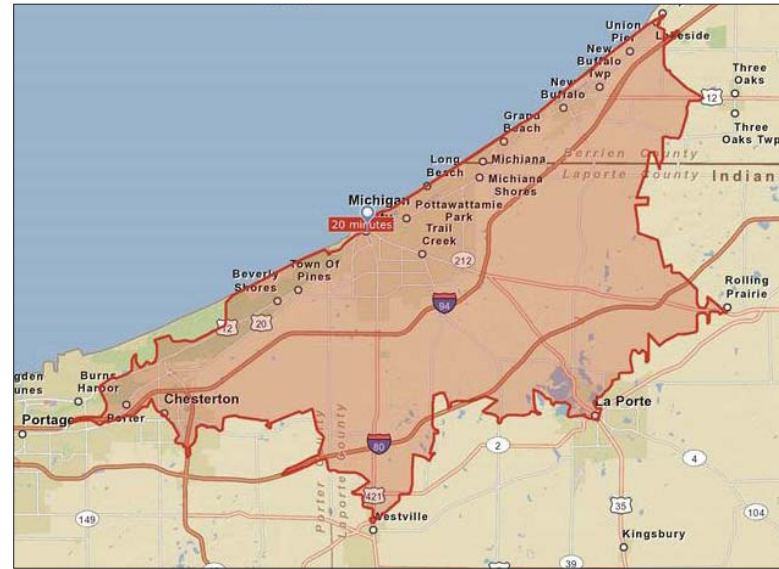 Union
Pier
Lakeside
New
Buffalo
Twp
Three
Oaks
12
Three
Oaks Twp
New
Buffalo
Grand
Beach
Berrien County
Laporte County
Indian
Michiana
Long
Beach
Michiana
Shores
Michigan
20 minutes
Pottawattamie
Park
Trail
Creek
212
Town Of
Pines
Beverly
Shores
94
Rolling
Prairie
12
20
Burns
Harbor
Chesterton
Porter
Portage
La Porte
2
80
4
Porter County
Laporte County
421
Westville
35
149
104
Kingsbury